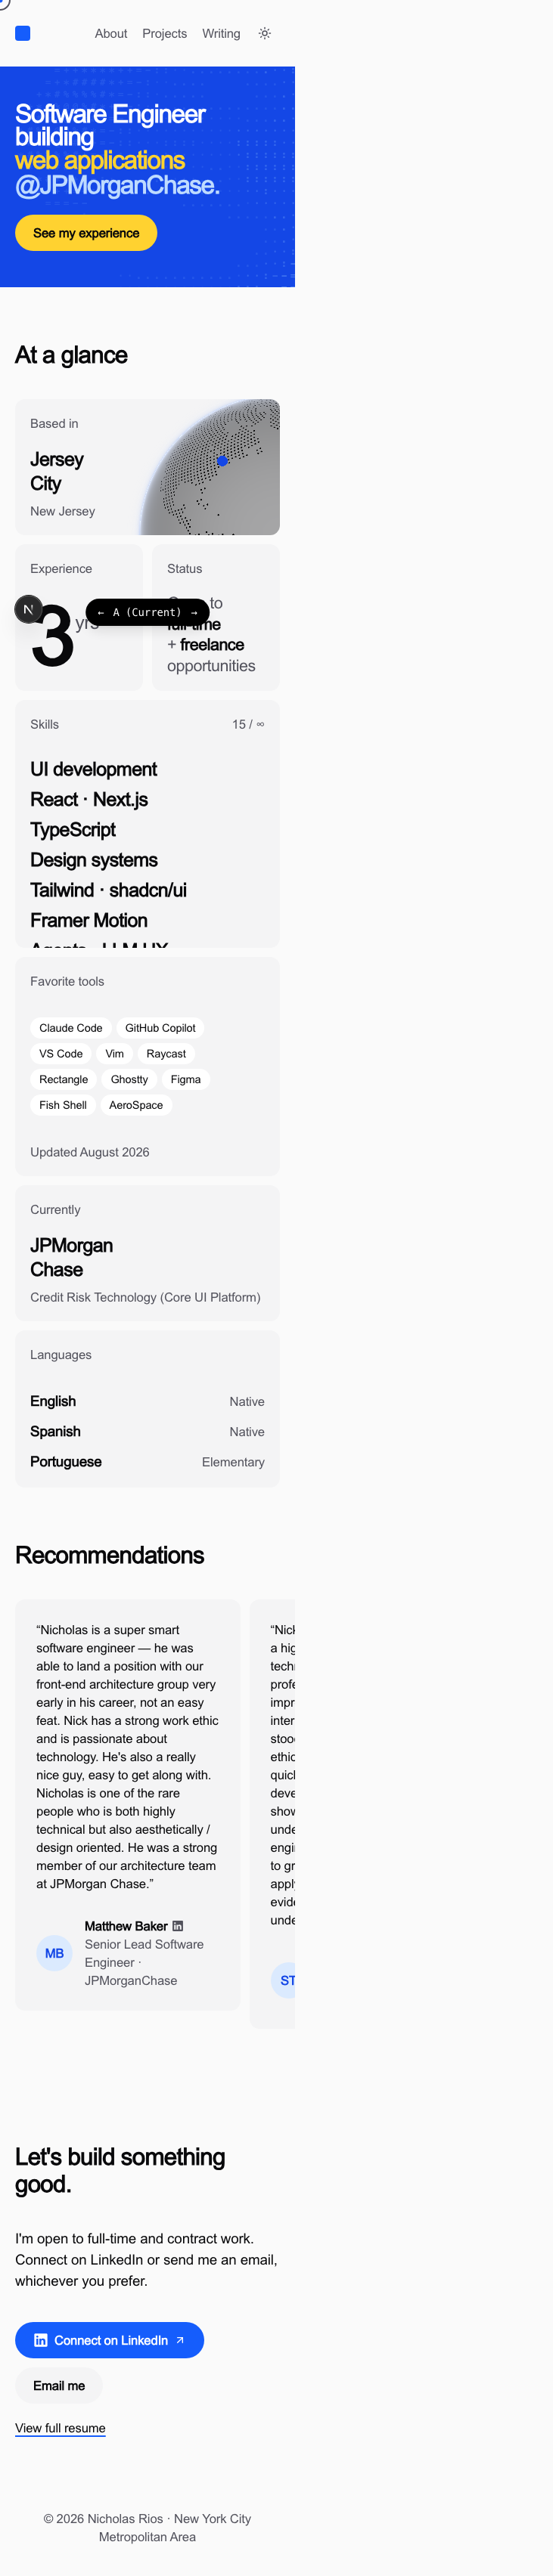 About Projects Writing
Software Engineer
building
web applications
@JPMorganChase.
See my experience
At a glance
Based in
Jersey
City
New Jersey
Experience
3 yrs
Status
to
full-time
+ freelance
opportunities
N
← A (Current) →
Skills 15 / ∞
UI development
React · Next.js
TypeScript
Design systems
Tailwind · shadcn/ui
Framer Motion
Agents · LLM UX
Favorite tools
Claude Code GitHub Copilot
VS Code Vim Raycast
Rectangle Ghostty Figma
Fish Shell AeroSpace
Updated August 2026
Currently
JPMorgan
Chase
Credit Risk Technology (Core UI Platform)
Languages
English Native
Spanish Native
Portuguese Elementary
Recommendations
“Nicholas is a super smart
software engineer — he was
able to land a position with our
front-end architecture group very
early in his career, not an easy
feat. Nick has a strong work ethic
and is passionate about
technology. He's also a really
nice guy, easy to get along with.
Nicholas is one of the rare
people who is both highly
technical but also aesthetically /
design oriented. He was a strong
member of our architecture team
at JPMorgan Chase.”
MB
Matthew Baker
Senior Lead Software
Engineer ·
JPMorganChase
a hig
to gr
ST
Let's build something
good.
I'm open to full-time and contract work.
Connect on LinkedIn or send me an email,
whichever you prefer.
Connect on LinkedIn ↗
Email me
View full resume
© 2026 Nicholas Rios · New York City
Metropolitan Area